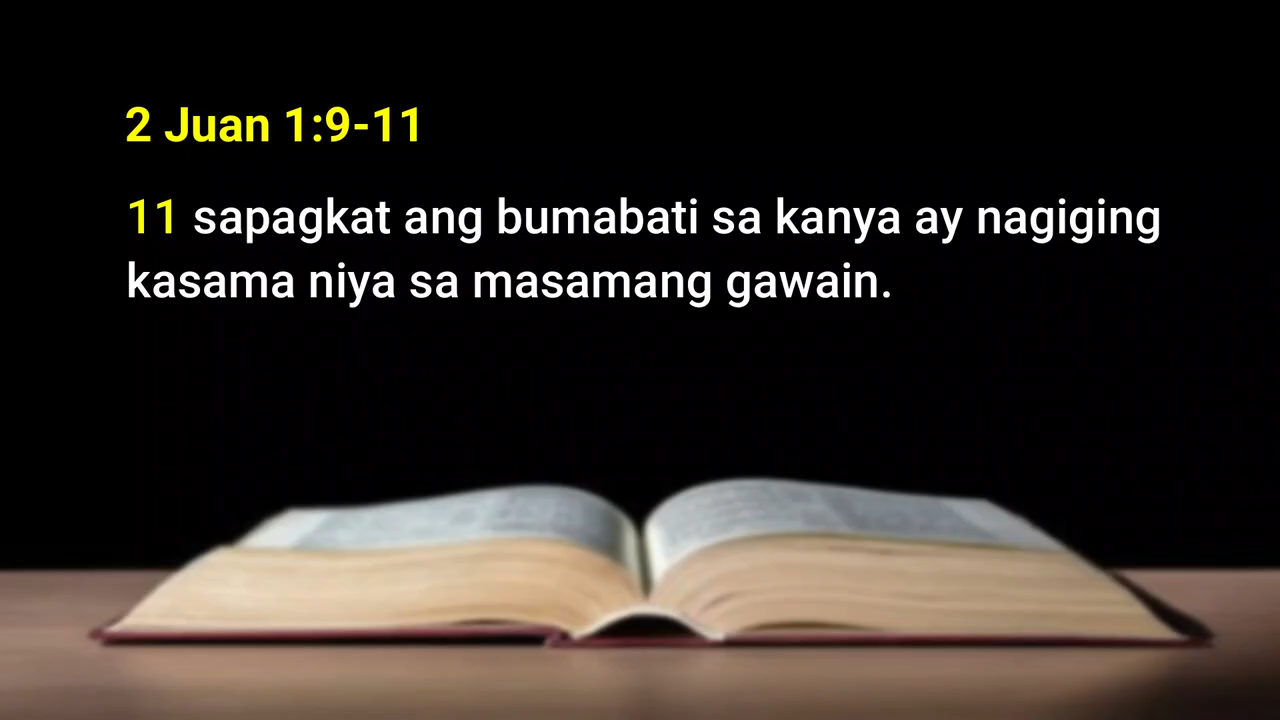 2 Juan 1:9-11
11 sapagkat ang bumabati sa kanya ay nagiging
kasama niya sa masamang gawain.